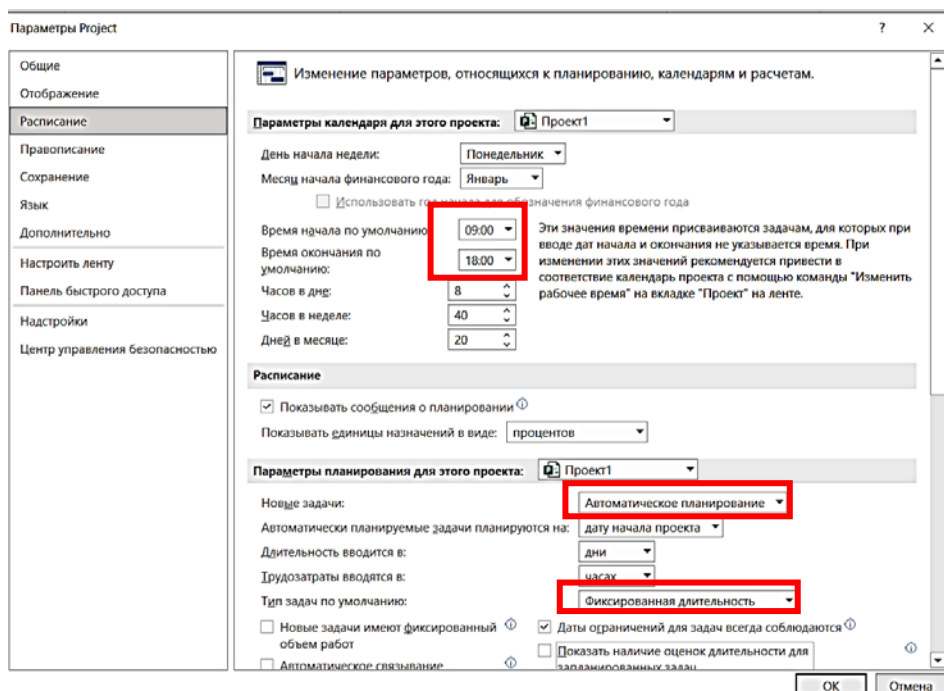 Параметры Project
? ×
Общие
Отображение
Расписание
Правописание
Сохранение
Язык
Дополнительно
Настроить ленту
Панель быстрого доступа
Надстройки
Центр управления безопасностью
Изменение параметров, относящихся к планированию, календарям и расчетам.
Параметры календаря для этого проекта: Проект1
День начала недели: Понедельник
Месяц начала финансового года: Январь
Использовать год начала для обозначения финансового года
Время начала по умолчанию 09:00
Время окончания по
умолчанию: 18:00
Часов в дне: 8
Часов в неделе: 40
Дней в месяце: 20
Эти значения времени присваиваются задачам, для которых при
вводе дат начала и окончания не указывается время. При
изменении этих значений рекомендуется привести в
соответствие календарь проекта с помощью команды "Изменить
рабочее время" на вкладке "Проект" на ленте.
Расписание
Показывать сообщения о планировании
Показывать единицы назначений в виде: процентов
Параметры планирования для этого проекта: Проект1
Новые задачи: Автоматическое планирование
Автоматически планируемые задачи планируются на: дату начала проекта
Длительность вводится в: дни
Трудозатраты вводятся в: часах
Тип задач по умолчанию: Фиксированная длительность
Новые задачи имеют фиксированный
объем работ
Автоматическое связывание
Даты ограничений для задач всегда соблюдаются
Показать наличие оценок длительности для
запланированных задач
ОК Отмена